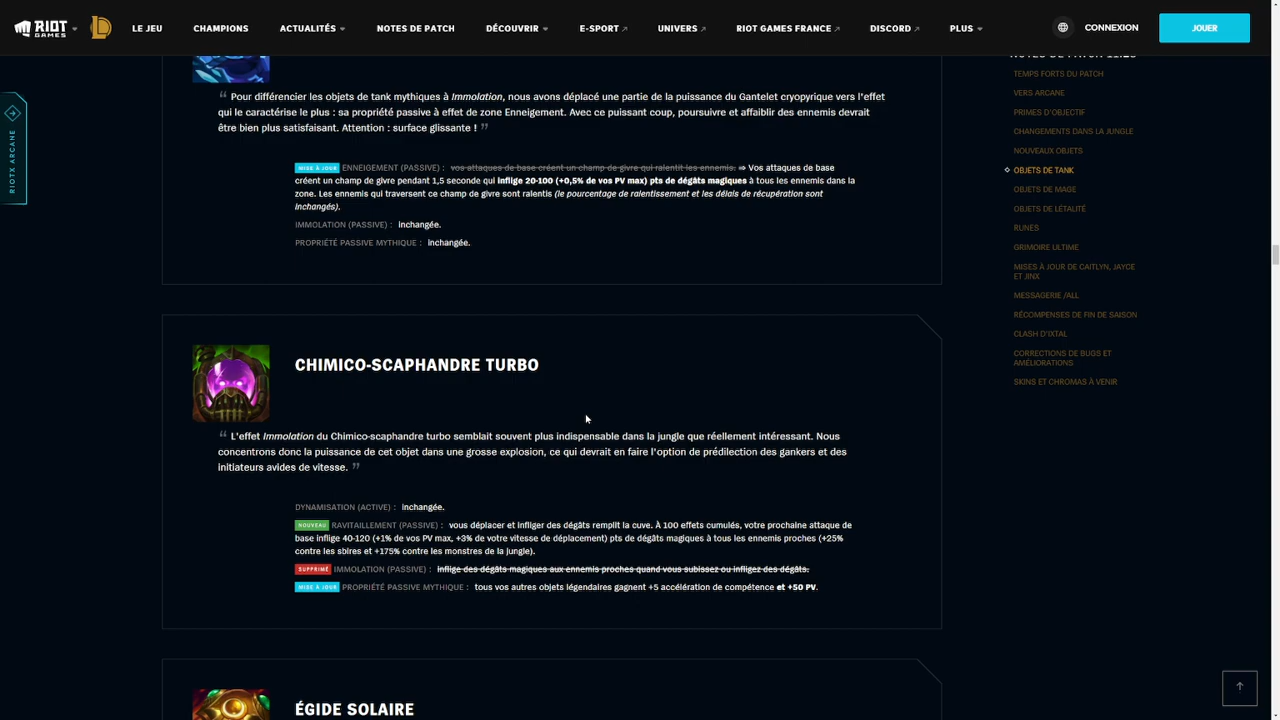 RIOT GAMES
LE JEU
CHAMPIONS
ACTUALITÉS
NOTES DE PATCH
DÉCOUVRIR
E-SPORT
UNIVERS
RIOT GAMES FRANCE
DISCORD
PLUS
CONNEXION
JOUER
RIOTX ARCANE
“ Pour différencier les objets de tank mythiques à Immolation, nous avons déplacé une partie de la puissance du Gantelet cryopyrique vers l'effet
qui le caractérise le plus : sa propriété passive à effet de zone Enneigement. Avec ce puissant coup, poursuivre et affaiblir des ennemis devrait
être bien plus satisfaisant. Attention : surface glissante ! ”
MISE À JOUR ENNEIGEMENT (PASSIVE) : vos attaques de base créent un champ de givre qui ralentit les ennemis. ⇒ Vos attaques de base
créent un champ de givre pendant 1,5 seconde qui inflige 20-100 (+0,5% de vos PV max) pts de dégâts magiques à tous les ennemis dans la
zone. Les ennemis qui traversent ce champ de givre sont ralentis (le pourcentage de ralentissement et les délais de récupération sont
inchangés).
IMMOLATION (PASSIVE) : inchangée.
PROPRIÉTÉ PASSIVE MYTHIQUE : inchangée.
CHIMICO-SCAPHANDRE TURBO
“ L'effet Immolation du Chimico-scaphandre turbo semblait souvent plus indispensable dans la jungle que réellement intéressant. Nous
concentrons donc la puissance de cet objet dans une grosse explosion, ce qui devrait en faire l'option de prédilection des gankers et des
initiateurs avides de vitesse. ”
DYNAMISATION (ACTIVE) : inchangée.
NOUVEAU RAVITAILLEMENT (PASSIVE) : vous déplacer et infliger des dégâts remplit la cuve. À 100 effets cumulés, votre prochaine attaque de
base inflige 40-120 (+1% de vos PV max, +3% de votre vitesse de déplacement) pts de dégâts magiques à tous les ennemis proches (+25%
contre les sbires et +175% contre les monstres de la jungle).
SUPPRIMÉ IMMOLATION (PASSIVE) : inflige des dégâts magiques aux ennemis proches quand vous subissez ou infligez des dégâts.
MISE À JOUR PROPRIÉTÉ PASSIVE MYTHIQUE : tous vos autres objets légendaires gagnent +5 accélération de compétence et +50 PV.
ÉGIDE SOLAIRE
TEMPS FORTS DU PATCH
VERS ARCANE
PRIMES D'OBJECTIF
CHANGEMENTS DANS LA JUNGLE
NOUVEAUX OBJETS
OBJETS DE TANK
OBJETS DE MAGE
OBJETS DE LÉTALITÉ
RUNES
GRIMOIRE ULTIME
MISES À JOUR DE CAITLYN, JAYCE
ET JINX
MESSAGERIE /ALL
RÉCOMPENSES DE FIN DE SAISON
CLASH D'IXTAL
CORRECTIONS DE BUGS ET
AMÉLIORATIONS
SKINS ET CHROMAS À VENIR